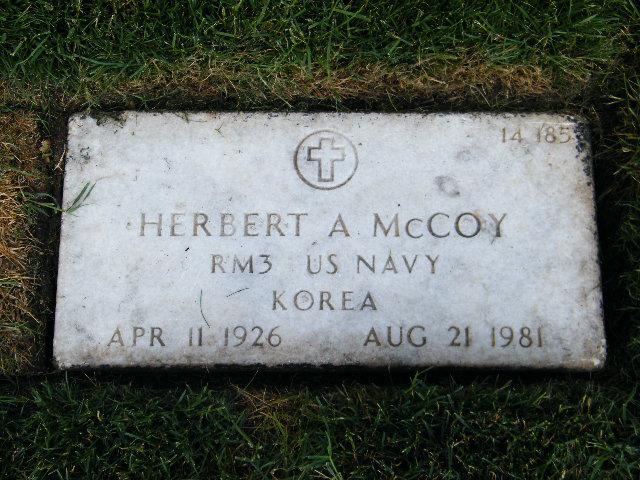 14 185
HERBERT A McCOY
RM3 US NAVY
KOREA
APR 11 1926 AUG 21 1981